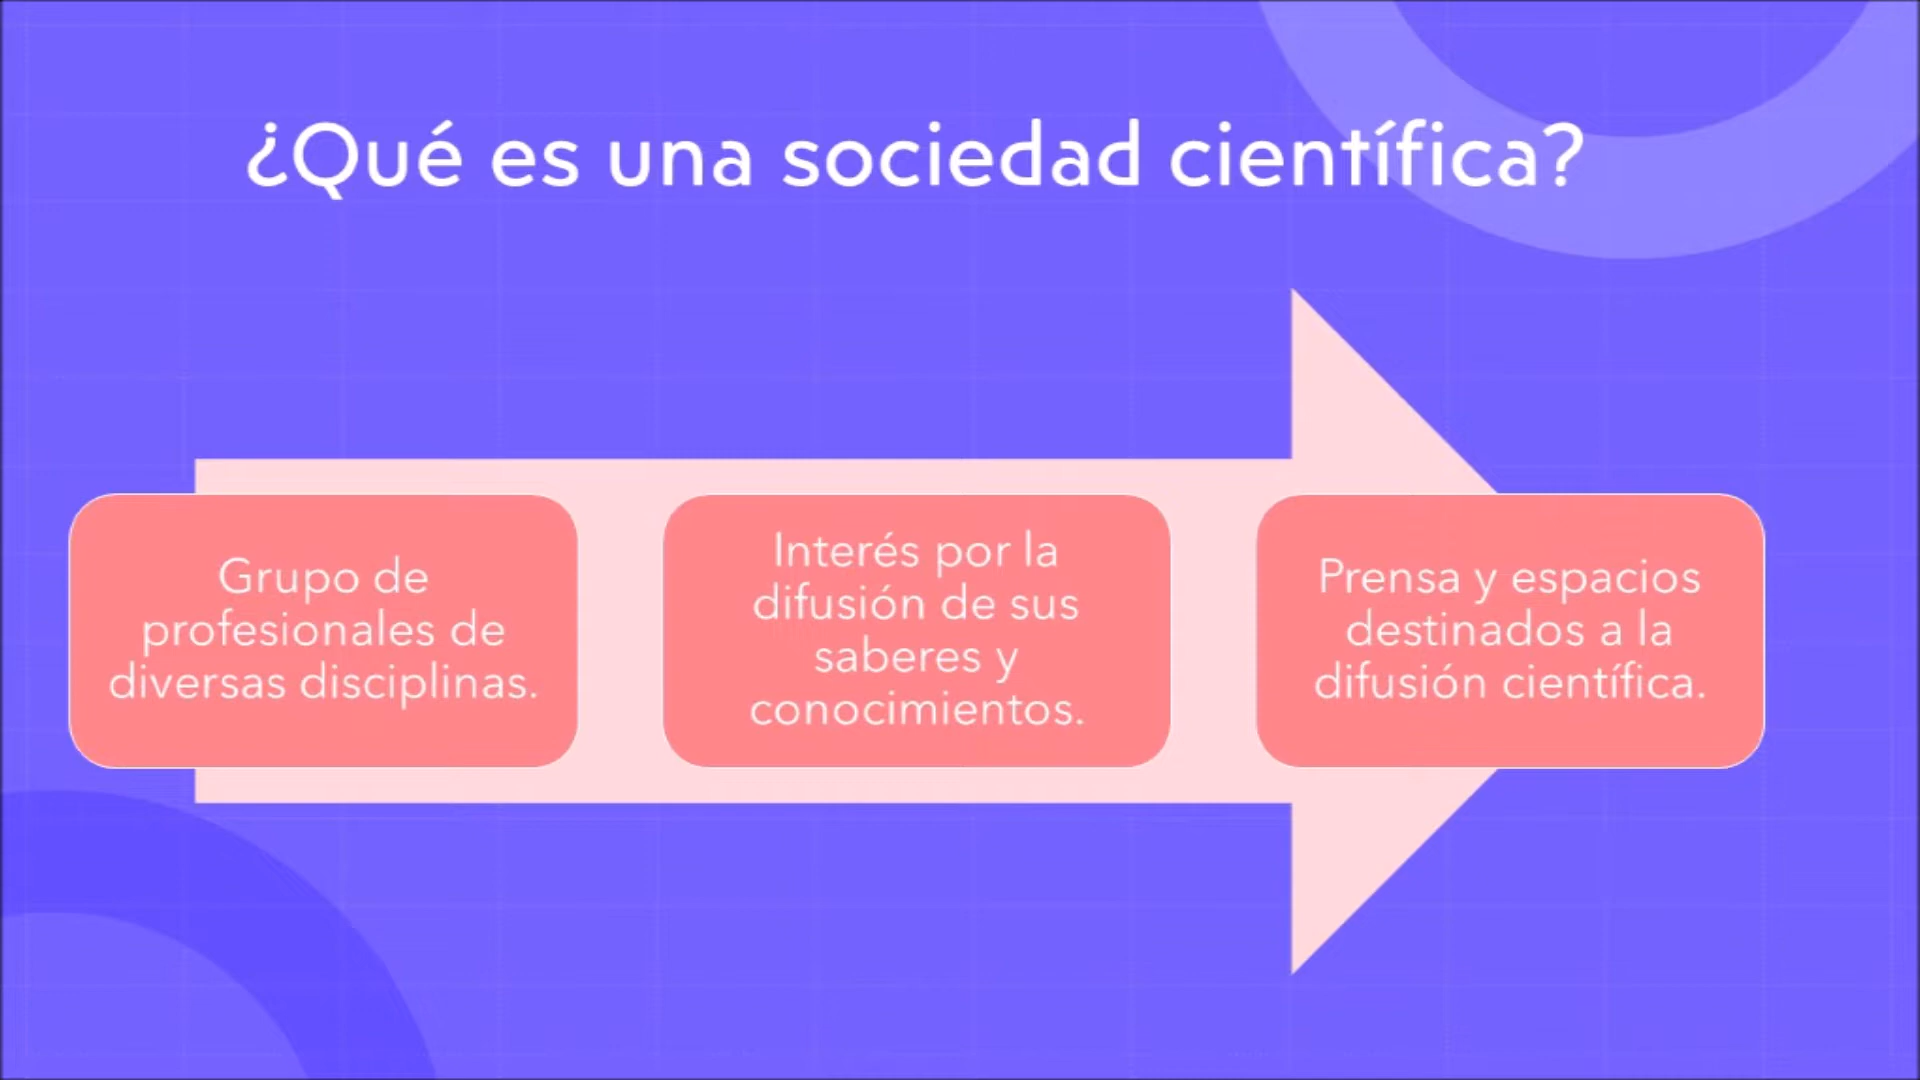 ¿Qué es una sociedad científica?
Grupo de
profesionales de
diversas disciplinas.
Interés por la
difusión de sus
saberes y
conocimientos.
Prensa y espacios
destinados a la
difusión científica.